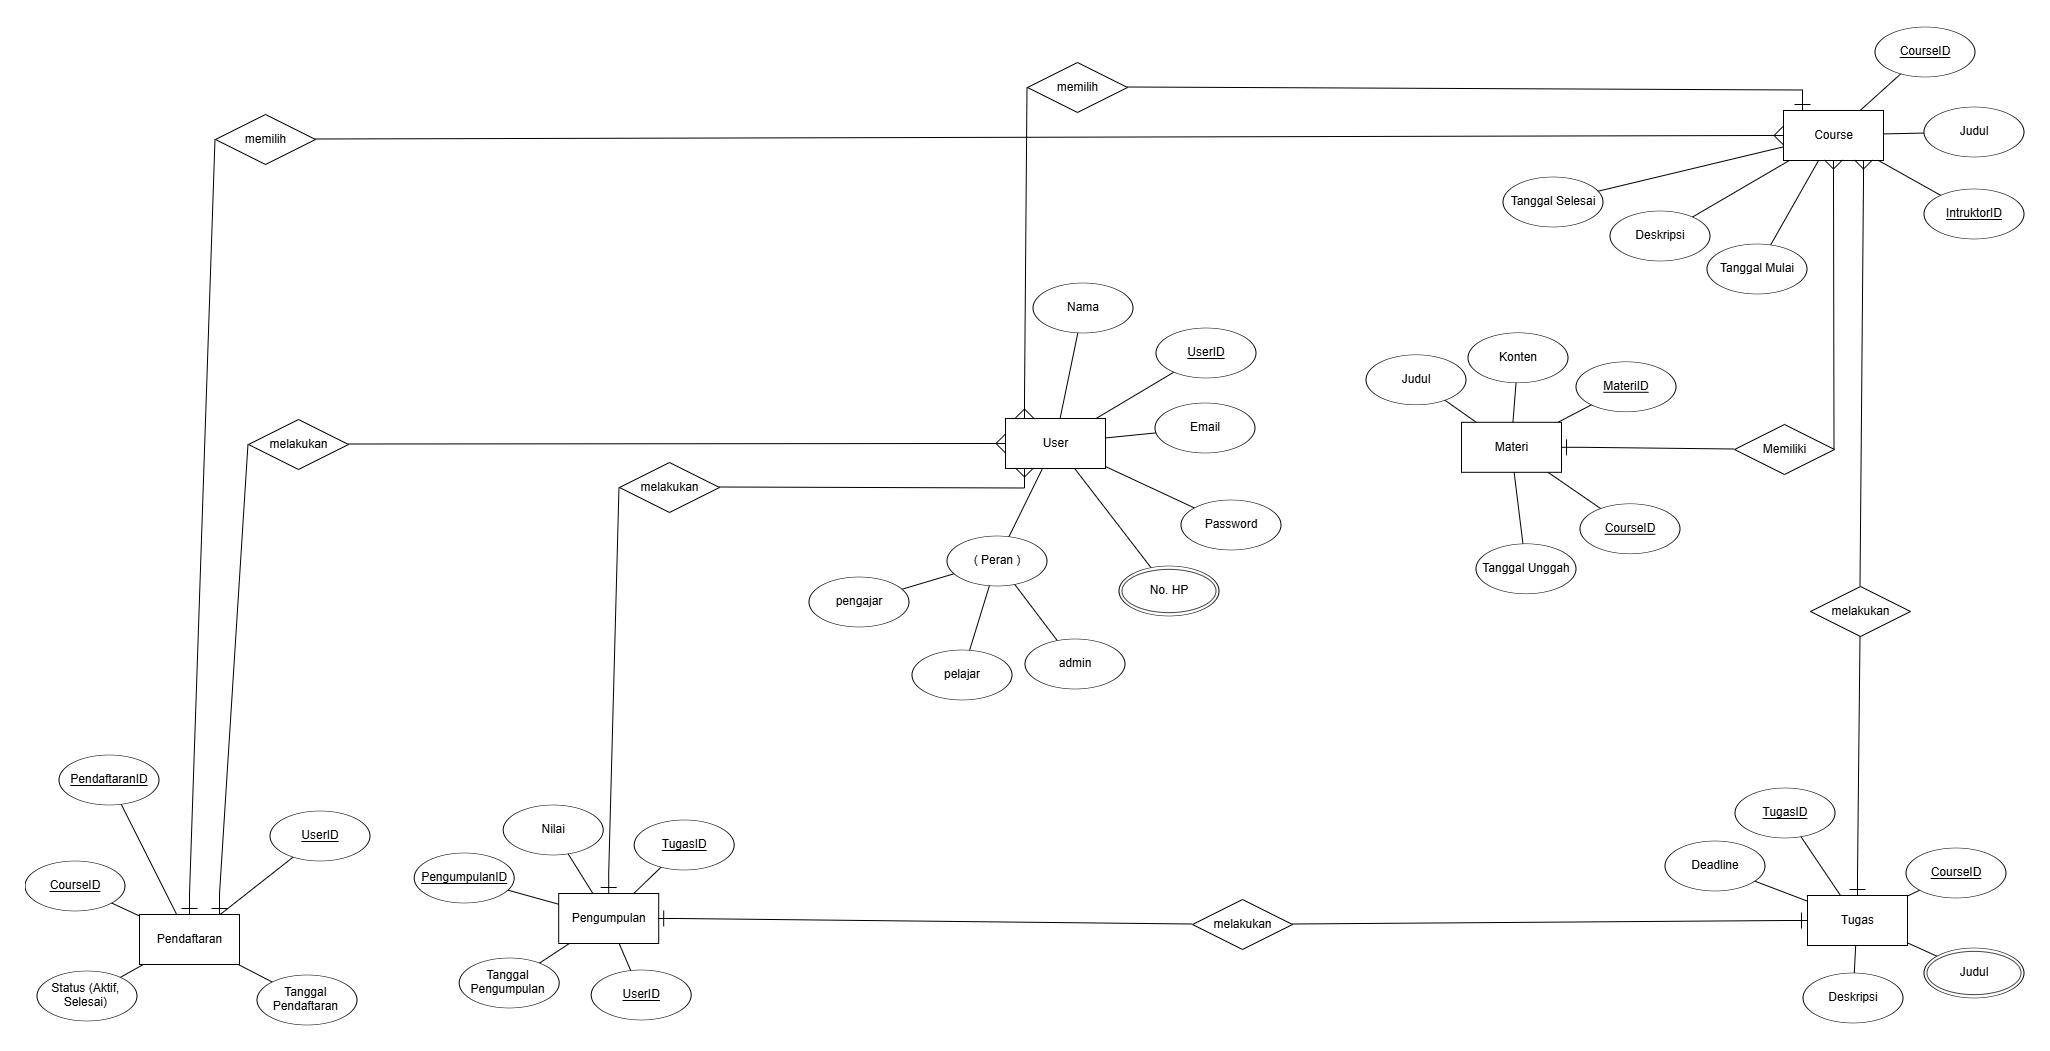 CourseID
memilih
Judul
Course
memilih
Tanggal Selesai
IntruktorID
Deskripsi
Tanggal Mulai
Nama
UserID
Konten
Judul
MateriID
Email
melakukan
User
Materi
Memiliki
melakukan
Password
CourseID
( Peran )
Tanggal Unggah
No. HP
pengajar
melakukan
admin
pelajar
PendaftaranID
TugasID
UserID
Nilai
TugasID
Deadline
CourseID
PengumpulanID
CourseID
Pengumpulan
Tugas
melakukan
Pendaftaran
Judul
Tanggal
Pengumpulan
Status (Aktif,
Selesai)
Tanggal
Pendaftaran
UserID
Deskripsi